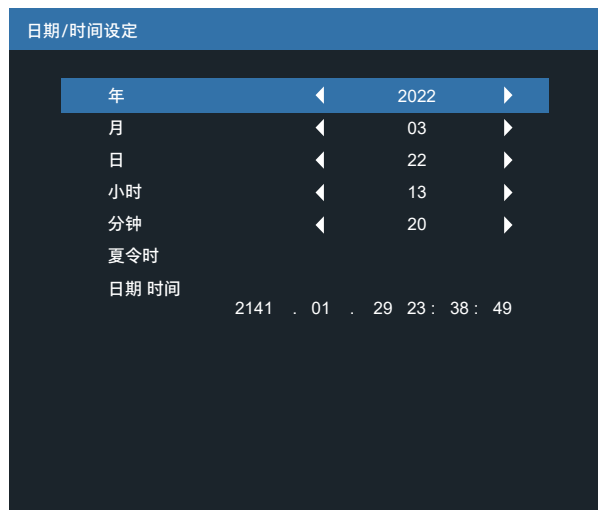 日期/时间设定
年 2022
月 03
日 22
小时 13
分钟 20
夏令时
日期 时间
2141 . 01 . 29 23 : 38 : 49